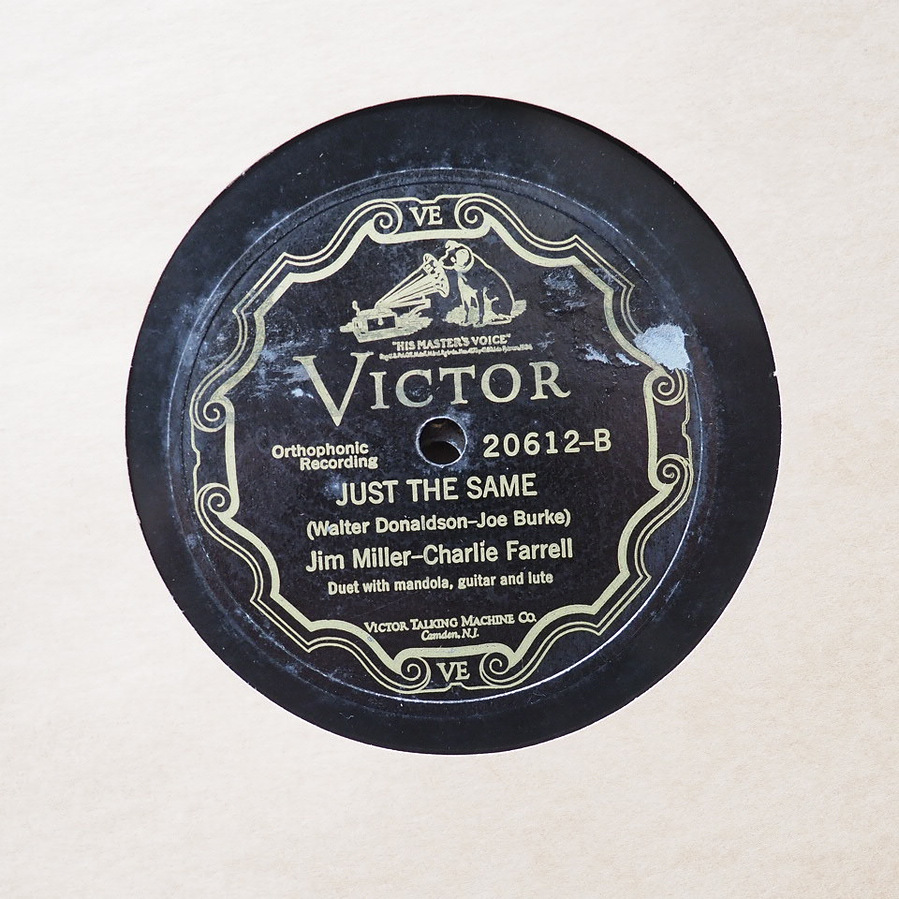 VE
"HIS MASTER'S VOICE"
VICTOR
Orthophonic
Recording
20612-B
JUST THE SAME
(Walter Donaldson-Joe Burke)
Jim Miller-Charlie Farrell
Duet with mandola, guitar and lute
VICTOR TALKING MACHINE CO.
Camden, N.J.
VE